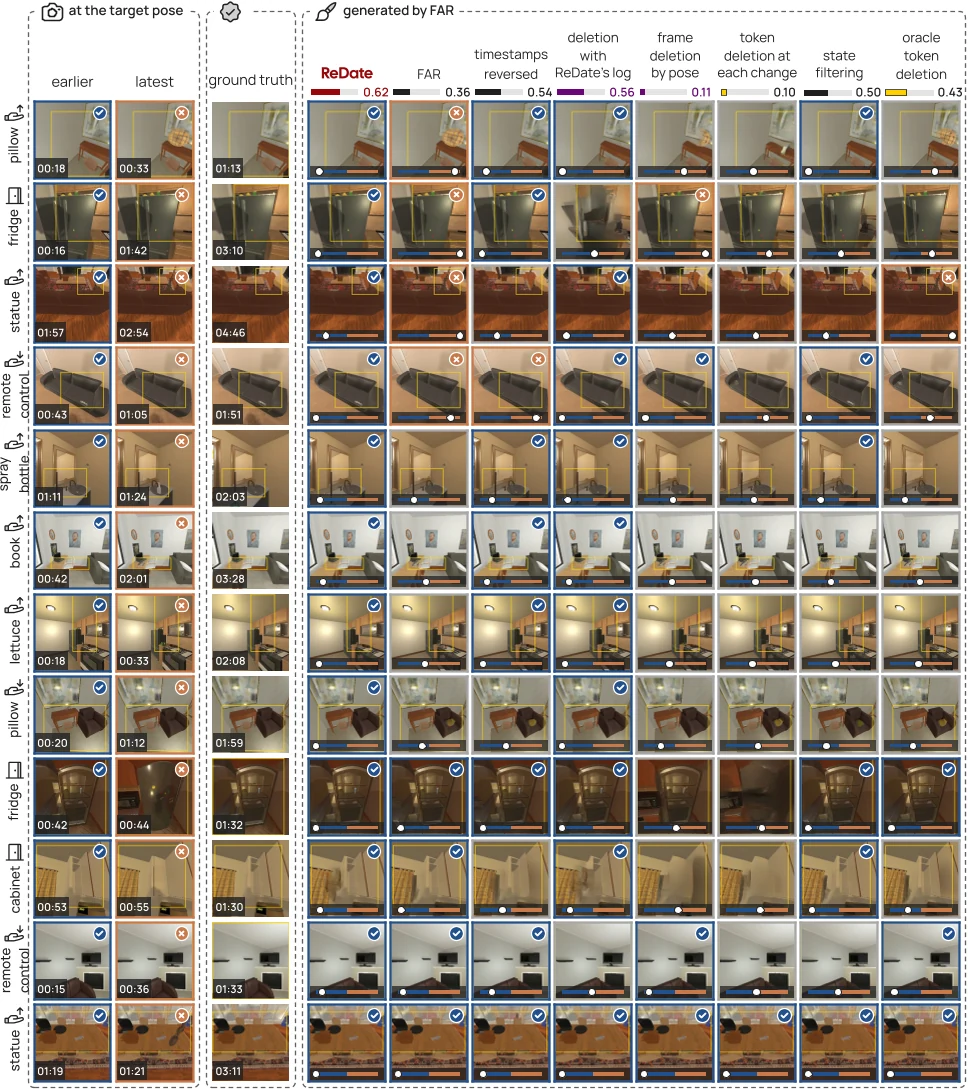 at the target pose
generated by FAR
earlier
latest
ground truth
ReDate
FAR
timestamps
reversed
deletion
with
ReDate's log
frame
deletion
by pose
token
deletion at
each change
state
filtering
oracle
token
deletion
0.62
0.36
0.54
0.56
0.11
0.10
0.50
0.43
pillow
00:18
00:33
01:13
fridge
00:16
01:42
03:10
statue
01:57
02:54
04:46
remote
control
00:43
01:05
01:51
spray
bottle
01:11
01:24
02:03
book
00:42
02:01
03:28
lettuce
00:18
00:33
02:08
pillow
00:20
01:12
01:59
fridge
00:42
00:44
01:32
cabinet
00:53
00:55
01:30
remote
control
00:15
00:36
01:33
statue
01:19
01:21
03:11